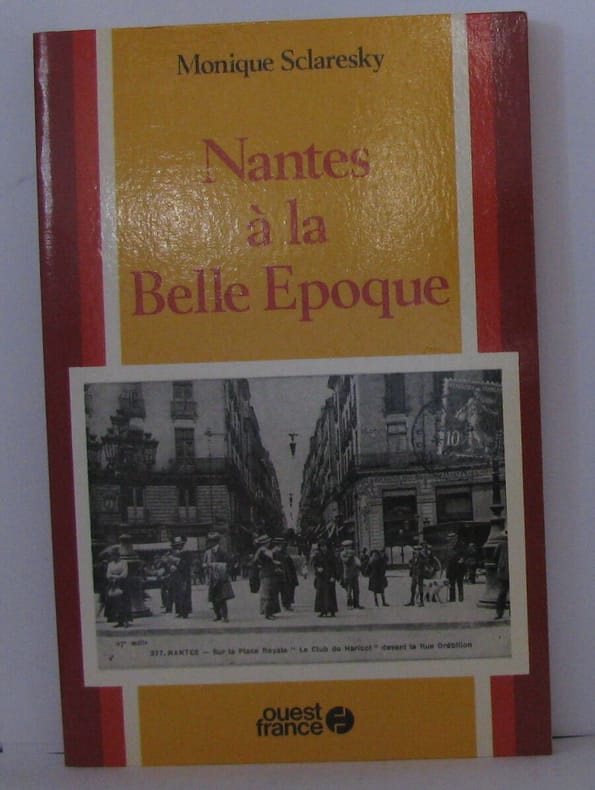 Monique Sclaresky
Nantes
à la
Belle Epoque
10
377. NANTES — Sur la Place Royale " Le Club du Haricot " devant la Rue Crébillon
ouest
france